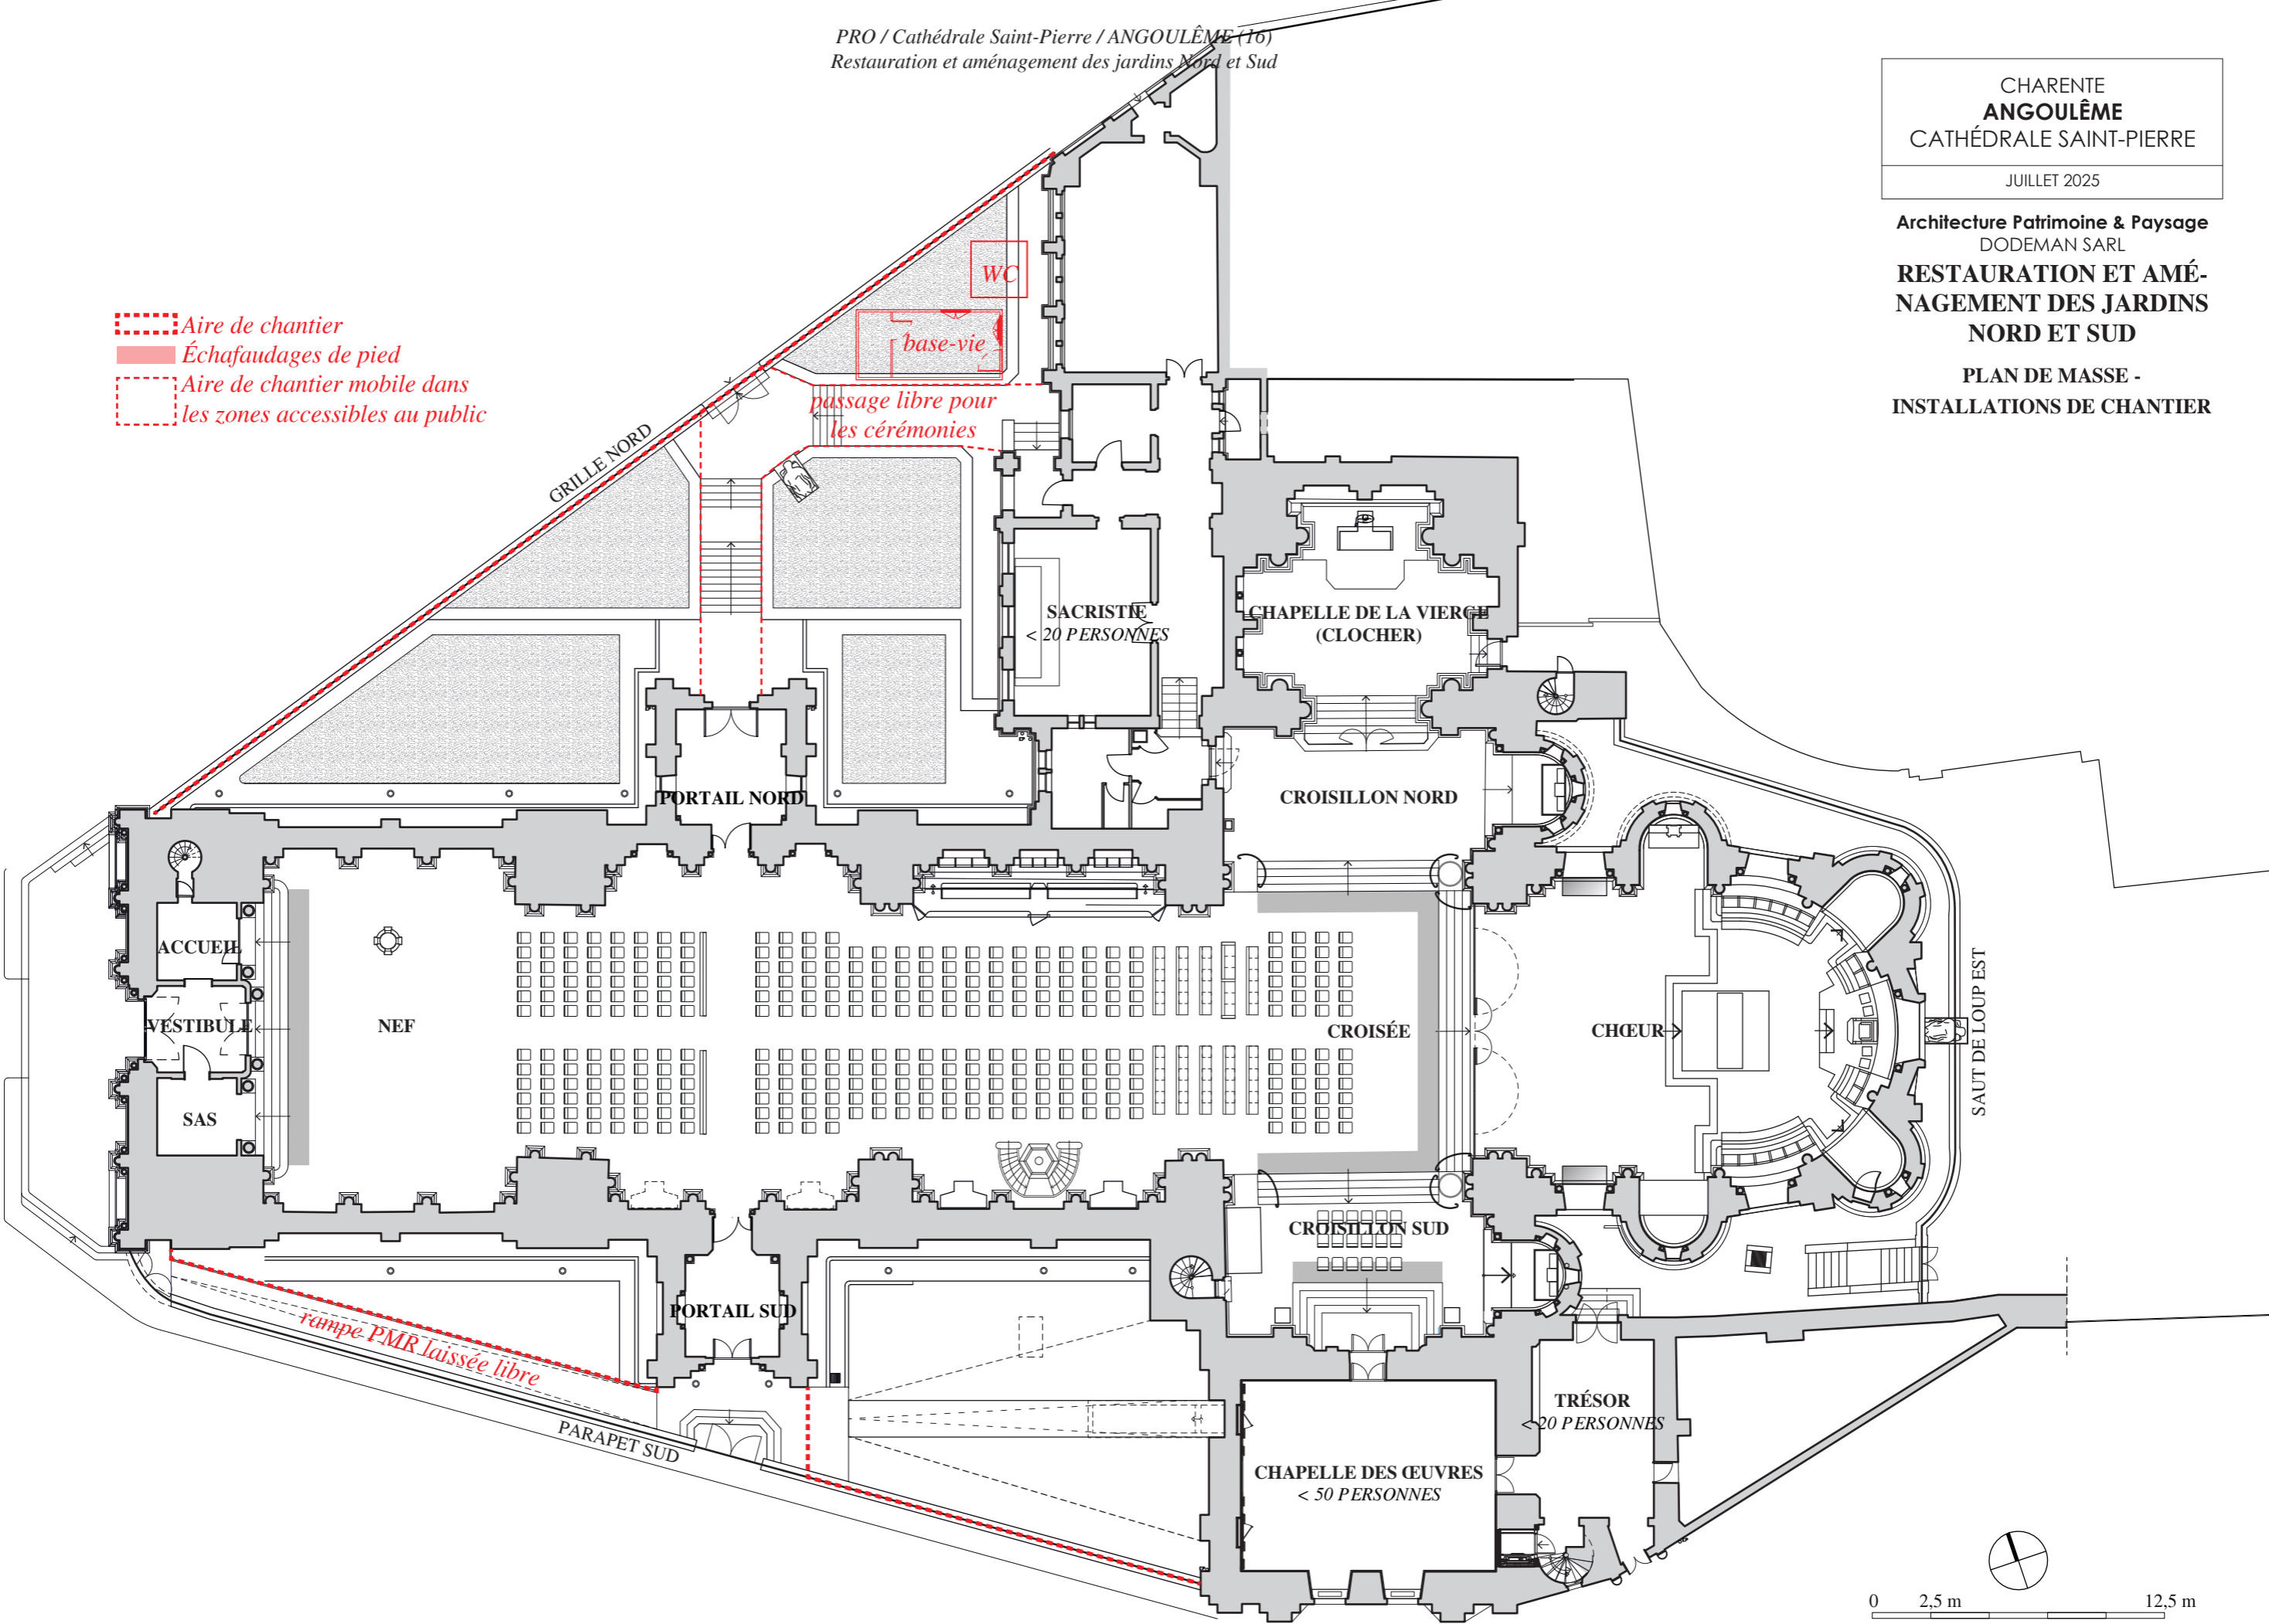 PRO / Cathédrale Saint-Pierre / ANGOULÊME (16)
Restauration et aménagement des jardins Nord et Sud
CHARENTE
ANGOULÊME
CATHÉDRALE SAINT-PIERRE
JUILLET 2025
Architecture Patrimoine & Paysage
DODEMAN SARL
RESTAURATION ET AMÉ-
NAGEMENT DES JARDINS
NORD ET SUD
PLAN DE MASSE -
INSTALLATIONS DE CHANTIER
Aire de chantier
Échafaudages de pied
Aire de chantier mobile dans
les zones accessibles au public
WC
base-vie
passage libre pour
les cérémonies
GRILLE NORD
SACRISTIE
< 20 PERSONNES
CHAPELLE DE LA VIERGE
(CLOCHER)
PORTAIL NORD
CROISILLON NORD
ACCUEIL
VESTIBULE
SAS
NEF
CROISÉE
CHŒUR
SAUT DE LOUP EST
CROISILLON SUD
PORTAIL SUD
rampe PMR laissée libre
PARAPET SUD
TRÉSOR
< 20 PERSONNES
CHAPELLE DES ŒUVRES
< 50 PERSONNES
0 2,5 m 12,5 m